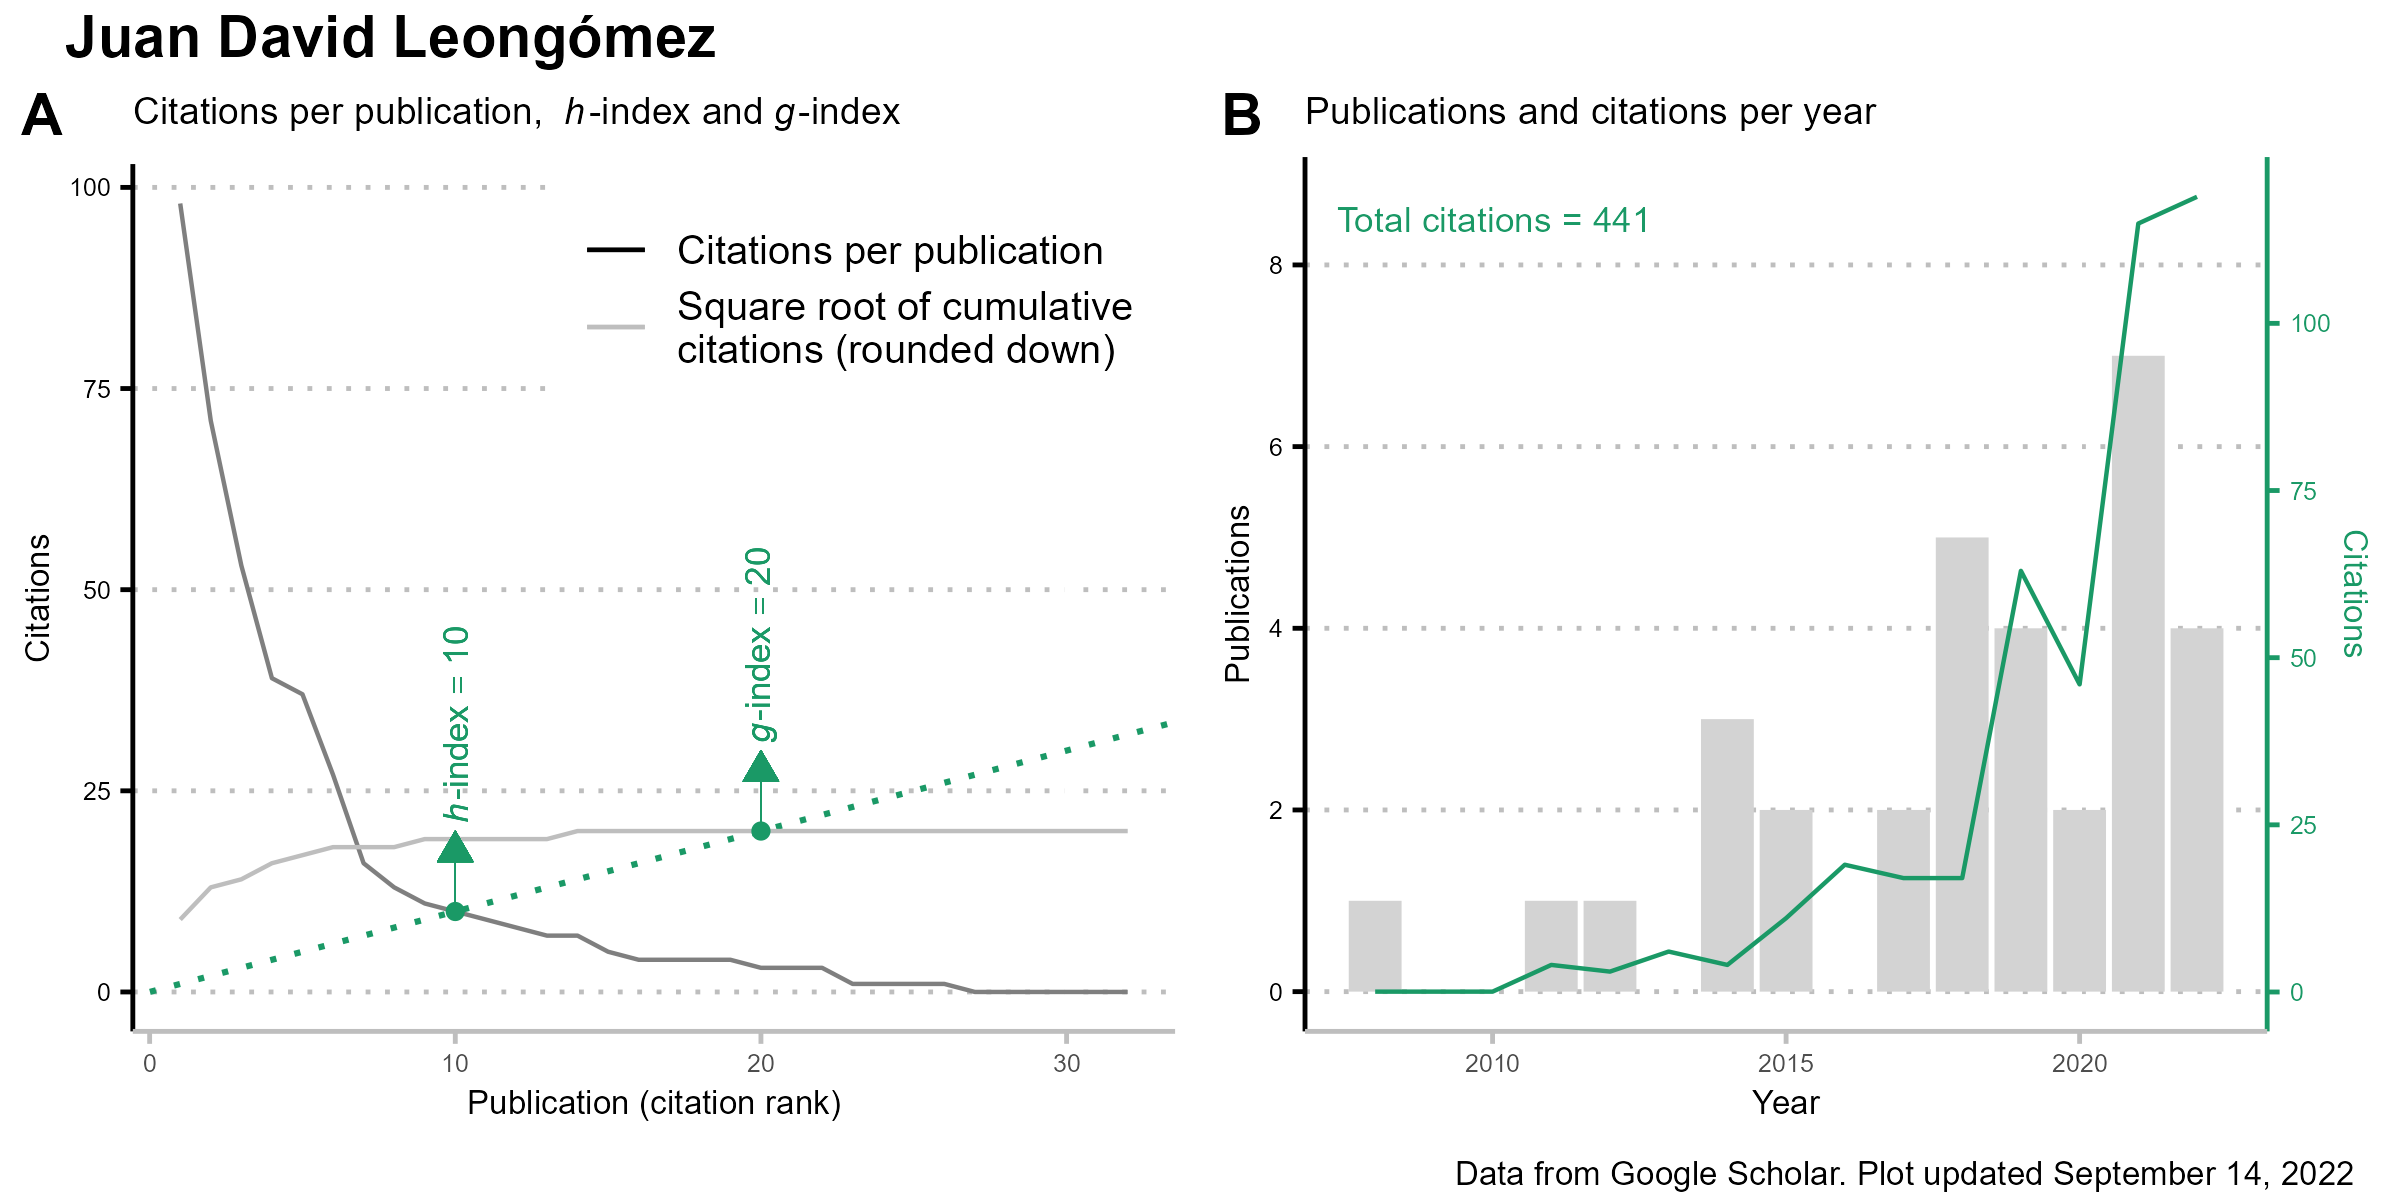 Juan David Leongómez
A
Citations per publication, h-index and g-index
100
75
50
25
0
Citations
Citations per publication
Square root of cumulative
citations (rounded down)
h-index = 10
g-index = 20
0
10
20
30
Publication (citation rank)
B
Publications and citations per year
Total citations = 441
8
6
4
2
0
Publications
100
75
50
25
0
Citations
2010
2015
2020
Year
Data from Google Scholar. Plot updated September 14, 2022